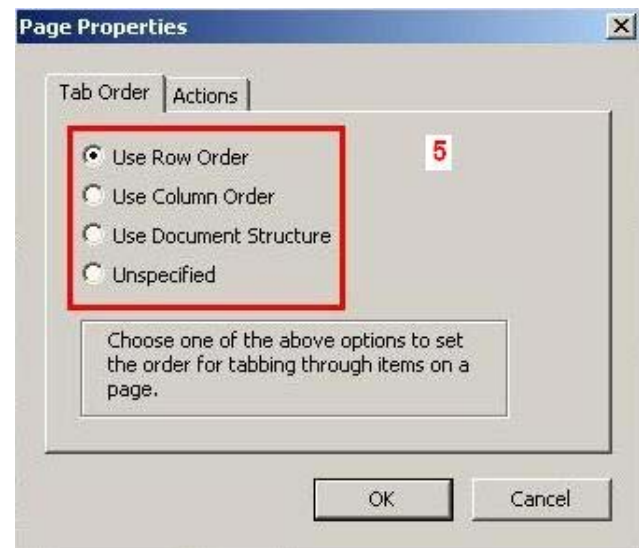 Page Properties
Tab Order Actions
Use Row Order 5
Use Column Order
Use Document Structure
Unspecified
Choose one of the above options to set
the order for tabbing through items on a
page.
OK Cancel